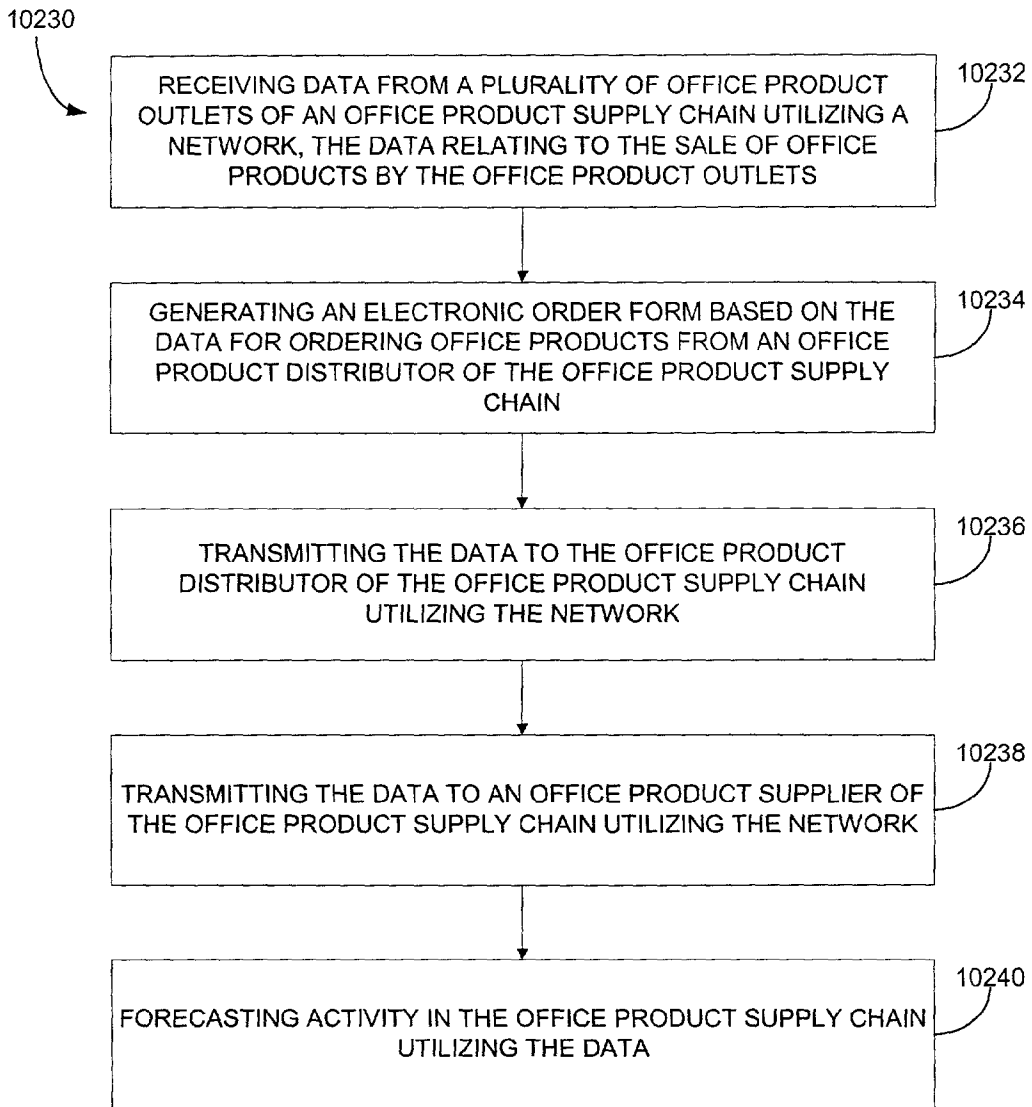 10230
RECEIVING DATA FROM A PLURALITY OF OFFICE PRODUCT
OUTLETS OF AN OFFICE PRODUCT SUPPLY CHAIN UTILIZING A
NETWORK, THE DATA RELATING TO THE SALE OF OFFICE
PRODUCTS BY THE OFFICE PRODUCT OUTLETS
10232
GENERATING AN ELECTRONIC ORDER FORM BASED ON THE
DATA FOR ORDERING OFFICE PRODUCTS FROM AN OFFICE
PRODUCT DISTRIBUTOR OF THE OFFICE PRODUCT SUPPLY
CHAIN
10234
TRANSMITTING THE DATA TO THE OFFICE PRODUCT
DISTRIBUTOR OF THE OFFICE PRODUCT SUPPLY CHAIN
UTILIZING THE NETWORK
10236
TRANSMITTING THE DATA TO AN OFFICE PRODUCT SUPPLIER OF
THE OFFICE PRODUCT SUPPLY CHAIN UTILIZING THE NETWORK
10238
FORECASTING ACTIVITY IN THE OFFICE PRODUCT SUPPLY CHAIN
UTILIZING THE DATA
10240